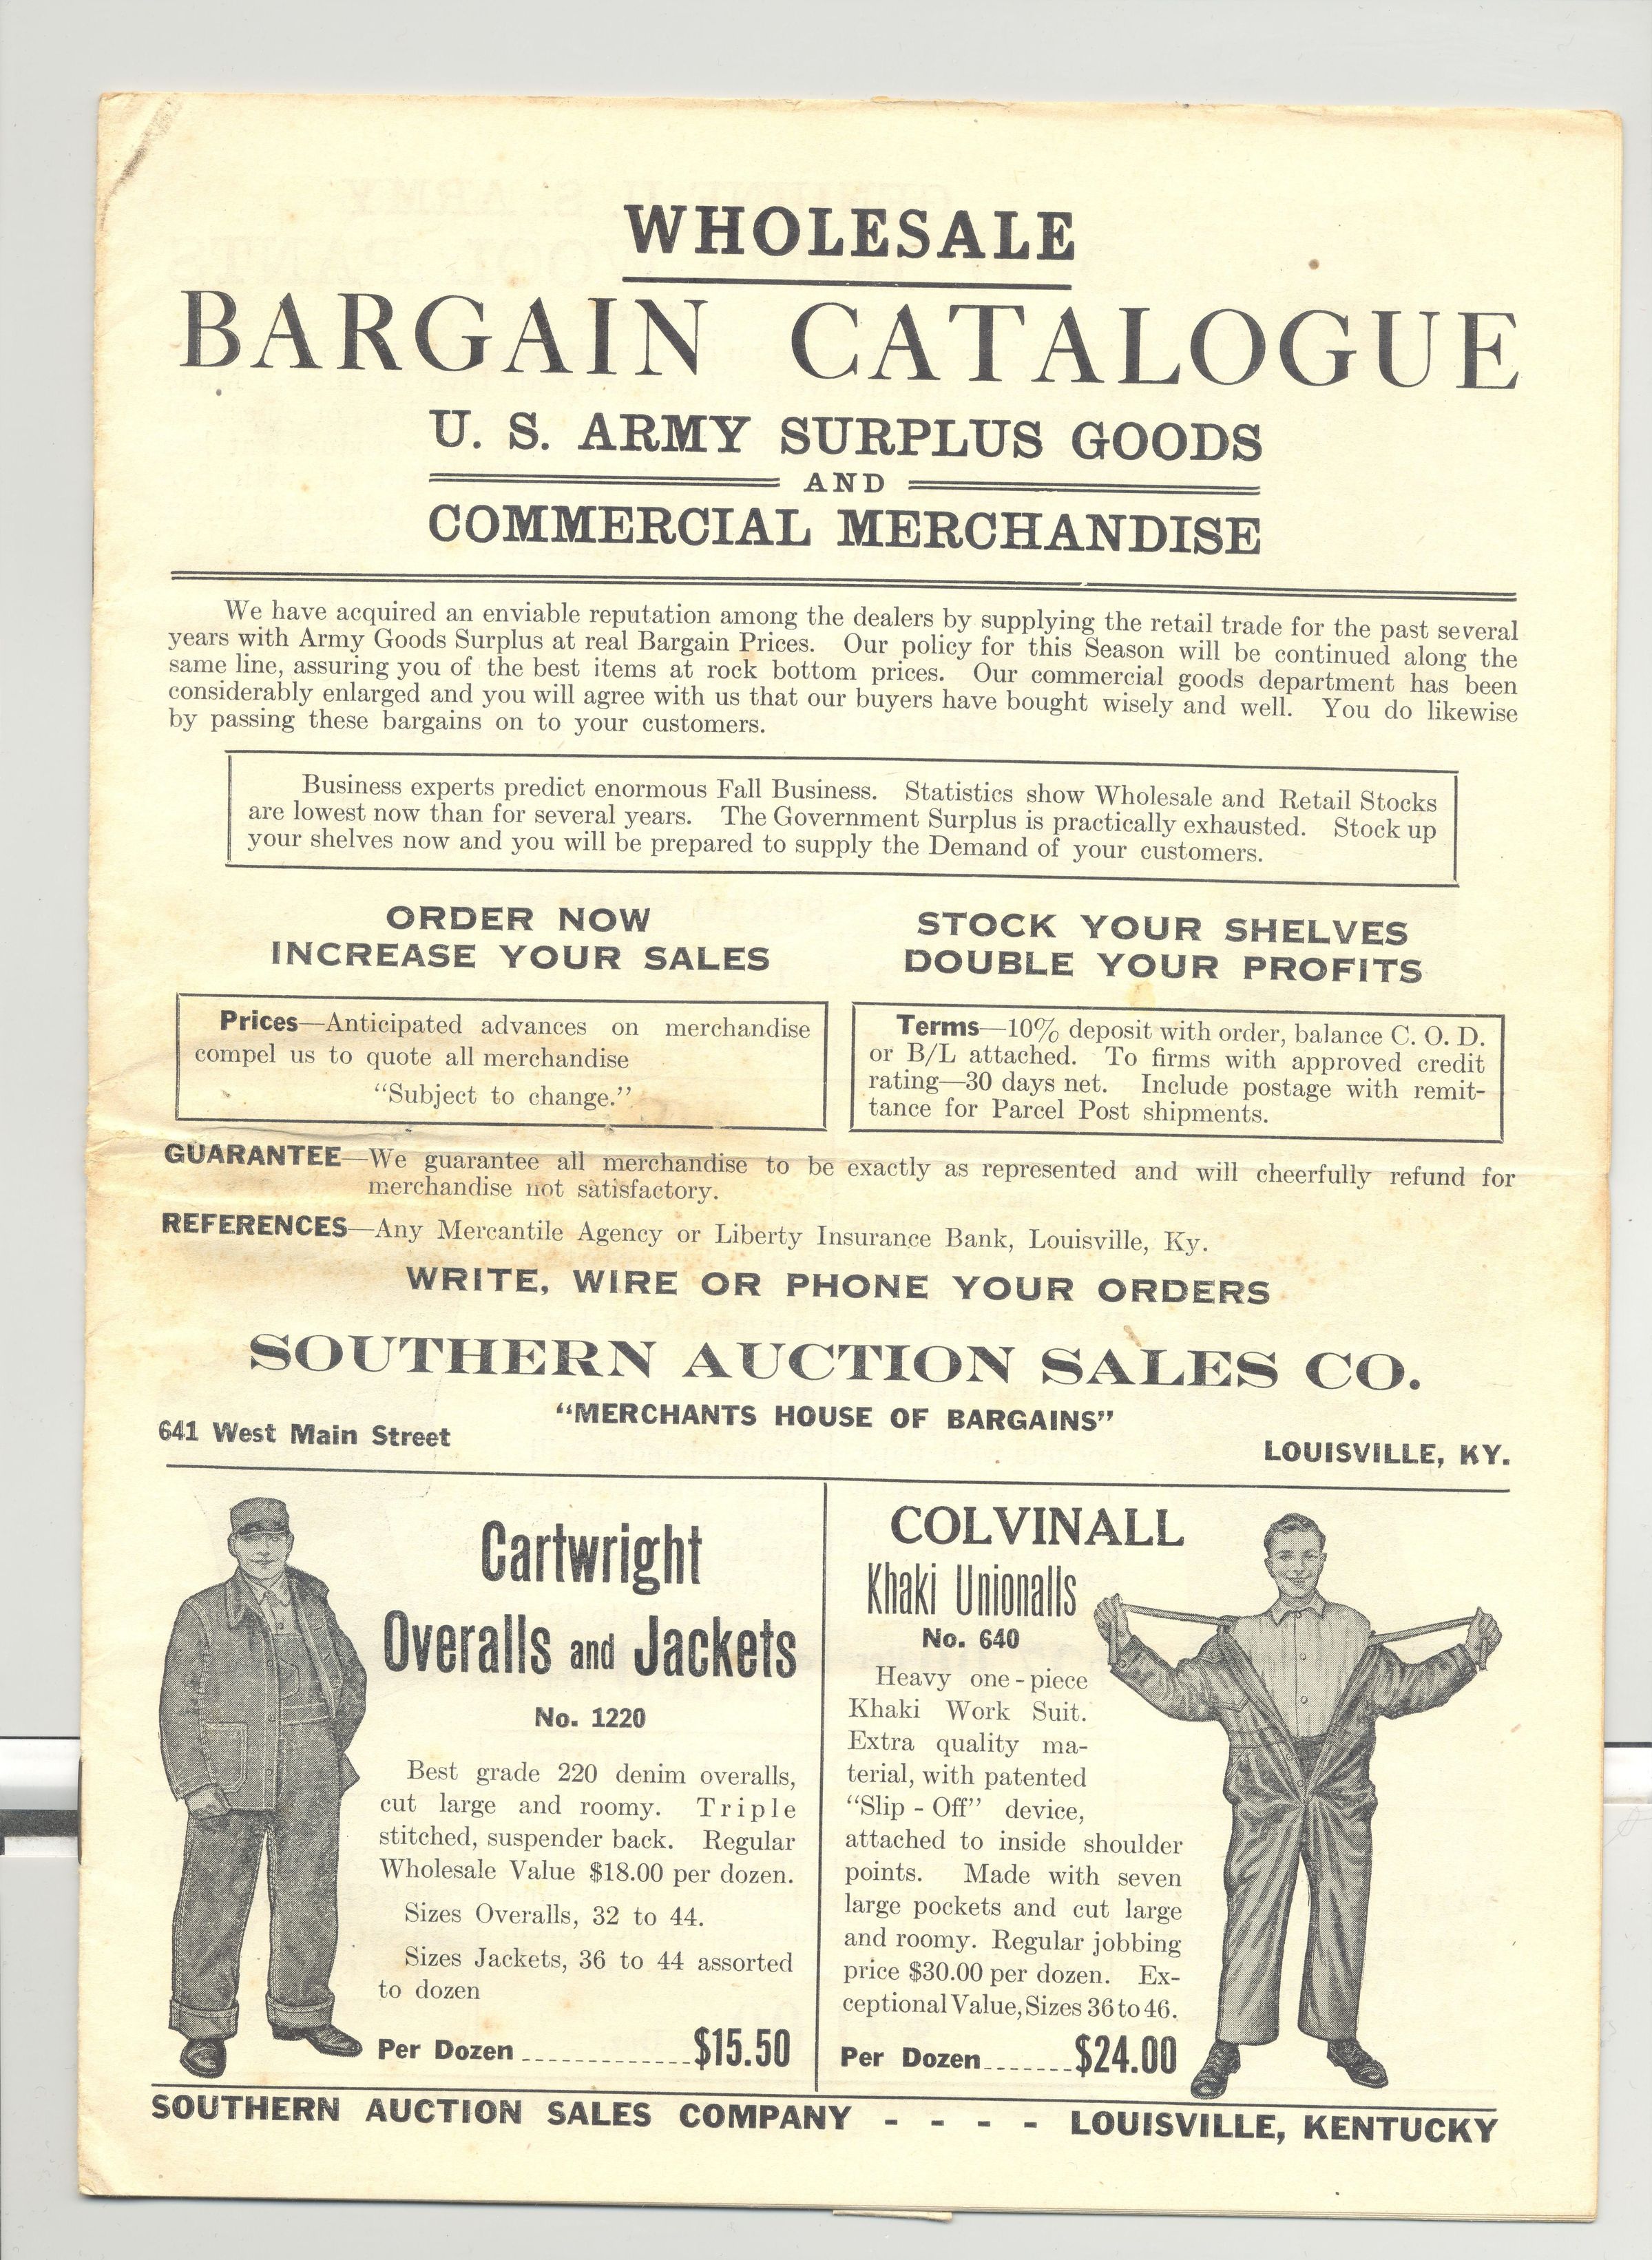 WHOLESALE
BARGAIN CATALOGUE
U. S. ARMY SURPLUS GOODS
AND
COMMERCIAL MERCHANDISE
We have acquired an enviable reputation among the dealers by supplying the retail trade for the past several
years with Army Goods Surplus at real Bargain Prices. Our policy for this Season will be continued along the
same line, assuring you of the best items at rock bottom prices. Our commercial goods department has been
considerably enlarged and you will agree with us that our buyers have bought wisely and well. You do likewise
by passing these bargains on to your customers.
Business experts predict enormous Fall Business. Statistics show Wholesale and Retail Stocks
are lowest now than for several years. The Government Surplus is practically exhausted. Stock up
your shelves now and you will be prepared to supply the Demand of your customers.
ORDER NOW
INCREASE YOUR SALES
STOCK YOUR SHELVES
DOUBLE YOUR PROFITS
Prices—Anticipated advances on merchandise
compel us to quote all merchandise
“Subject to change.”
Terms—10% deposit with order, balance C. O. D.
or B/L attached. To firms with approved credit
rating—30 days net. Include postage with remit-
tance for Parcel Post shipments.
GUARANTEE—We guarantee all merchandise to be exactly as represented and will cheerfully refund for
merchandise not satisfactory.
REFERENCES—Any Mercantile Agency or Liberty Insurance Bank, Louisville, Ky.
WRITE, WIRE OR PHONE YOUR ORDERS
SOUTHERN AUCTION SALES CO.
“MERCHANTS HOUSE OF BARGAINS”
641 West Main Street
LOUISVILLE, KY.
Cartwright
Overalls and Jackets
No. 1220
Best grade 220 denim overalls,
cut large and roomy. Triple
stitched, suspender back. Regular
Wholesale Value $18.00 per dozen.
Sizes Overalls, 32 to 44.
Sizes Jackets, 36 to 44 assorted
to dozen
Per Dozen ............. $15.50
COLVINALL
Khaki Unionalls
No. 640
Heavy one-piece
Khaki Work Suit.
Extra quality ma-
terial, with patented
“Slip-Off” device,
attached to inside shoulder
points. Made with seven
large pockets and cut large
and roomy. Regular jobbing
price $30.00 per dozen. Ex-
ceptional Value, Sizes 36 to 46.
Per Dozen ....... $24.00
SOUTHERN AUCTION SALES COMPANY - - - - LOUISVILLE, KENTUCKY